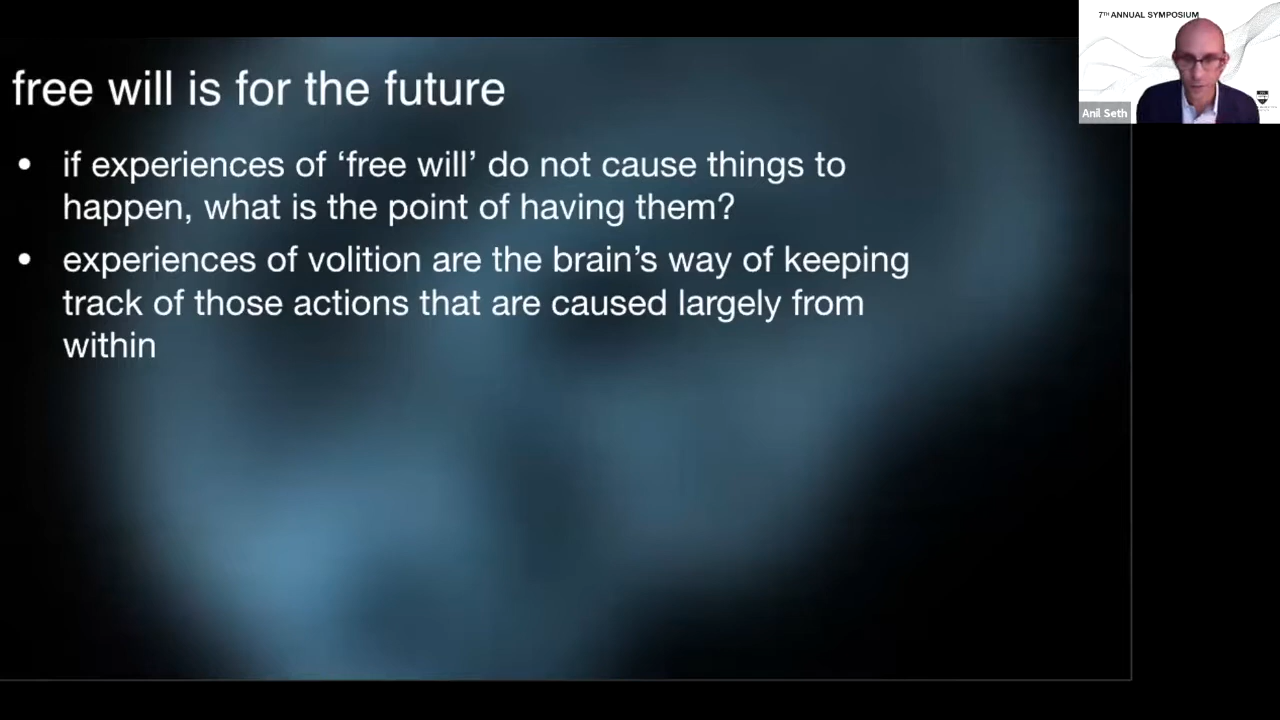 7TH ANNUAL SYMPOSIUM
Anil Seth
free will is for the future
• if experiences of ‘free will’ do not cause things to
happen, what is the point of having them?
• experiences of volition are the brain’s way of keeping
track of those actions that are caused largely from
within